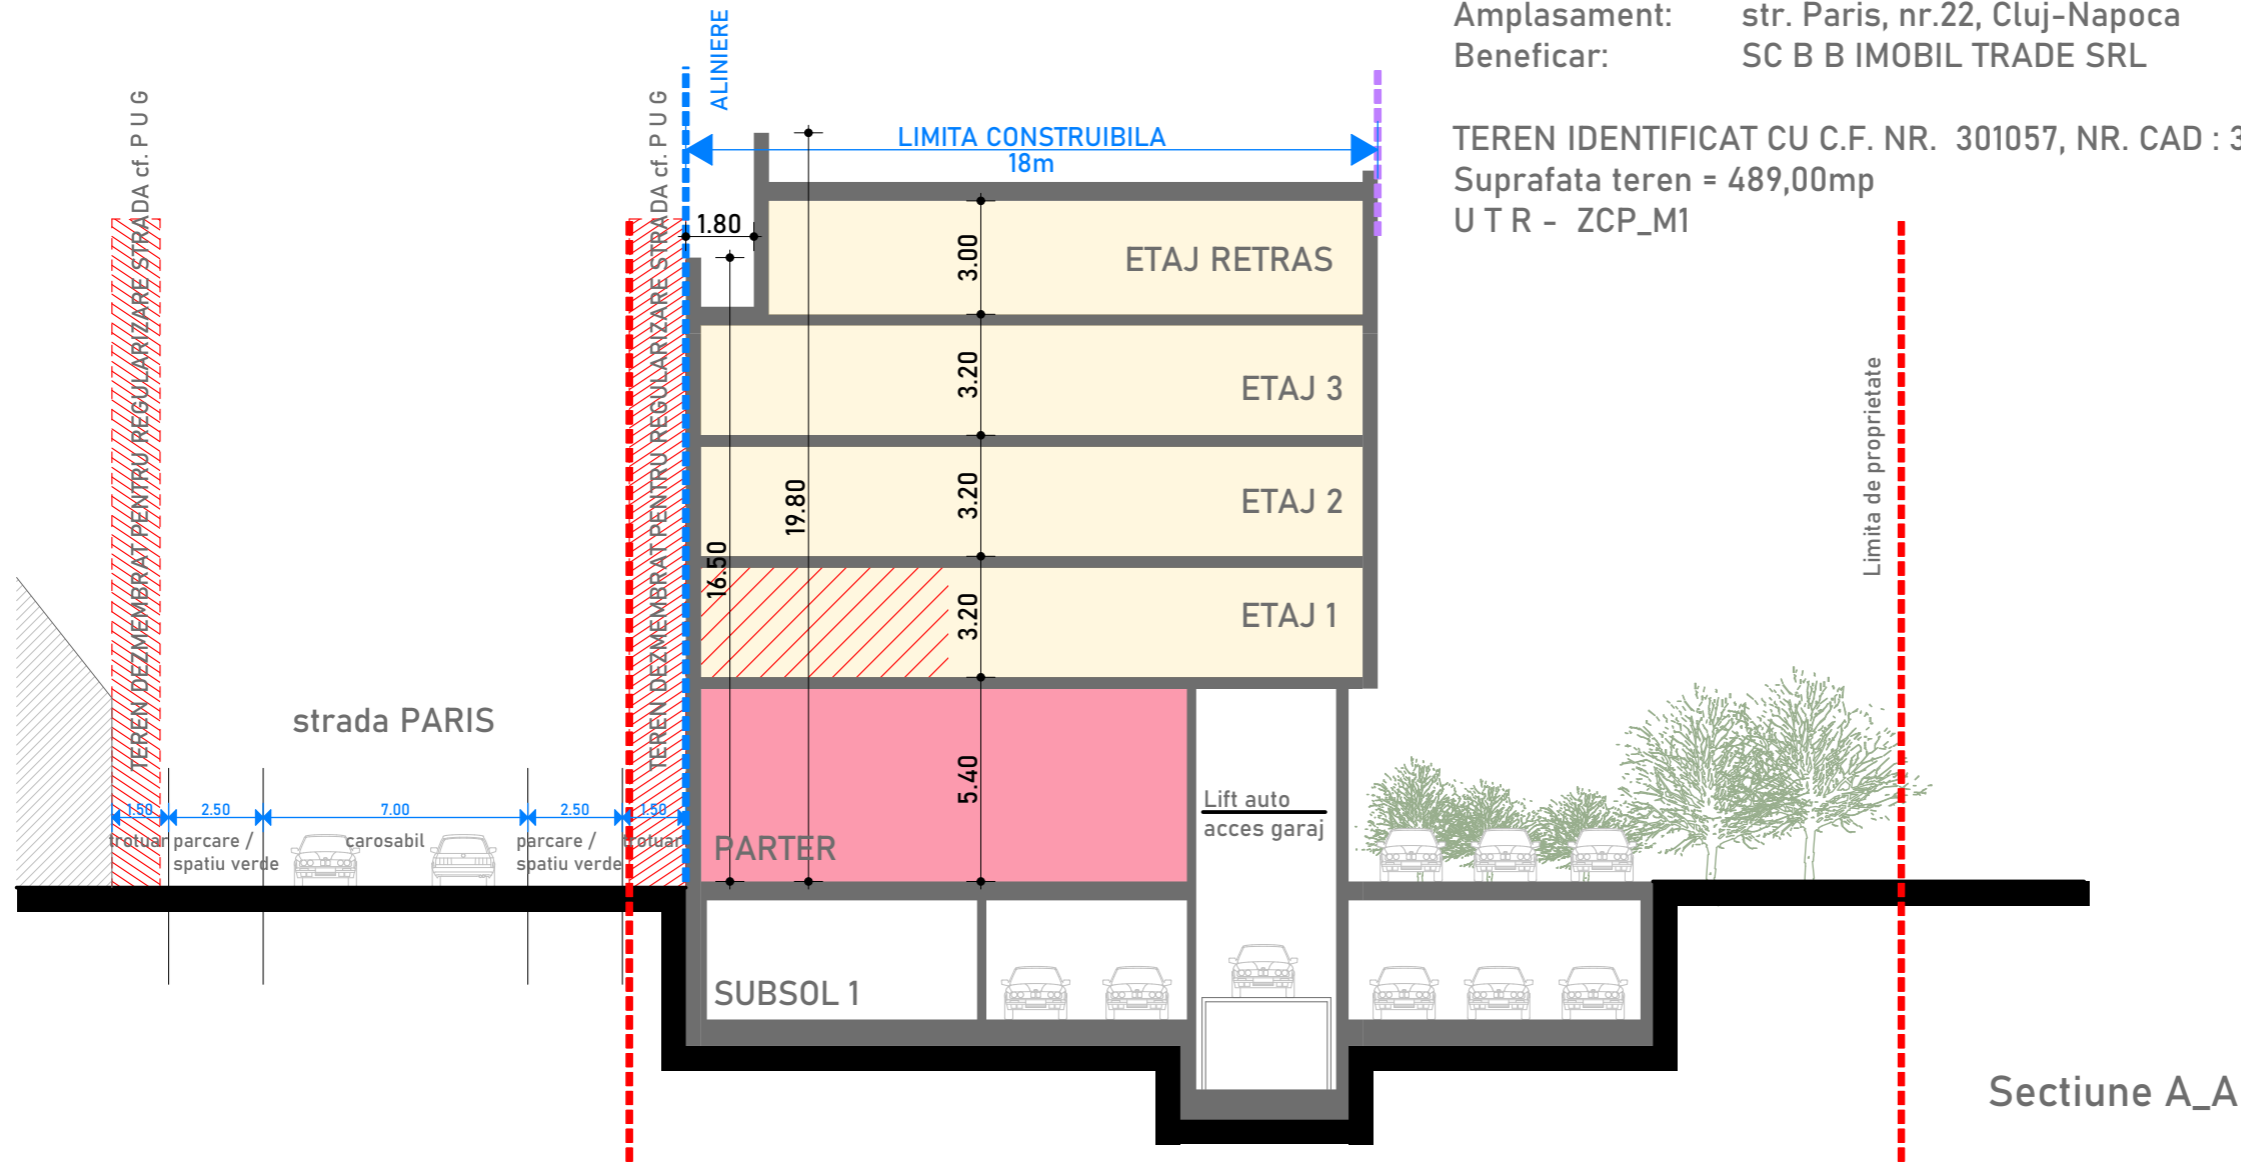 Amplasament: str. Paris, nr.22, Cluj-Napoca
Beneficar: SC B B IMOBIL TRADE SRL
TEREN IDENTIFICAT CU C.F. NR. 301057, NR. CAD : 3
Suprafata teren = 489,00mp
U T R - ZCP_M1
ALINIERE
LIMITA CONSTRUIBILA
18m
TEREN DEZMEMBRAT PENTRU REGULARIZARE STRADA cf. P U G
TEREN DEZMEMBRAT PENTRU REGULARIZARE STRADA cf. P U G
1.80
3.00
ETAJ RETRAS
3.20
ETAJ 3
19.80
3.20
ETAJ 2
16.50
3.20
ETAJ 1
Limita de proprietate
strada PARIS
5.40
PARTER
Lift auto
acces garaj
1.50
2.50
7.00
2.50
1.50
trotuar
parcare /
spatiu verde
carosabil
parcare /
spatiu verde
trotuar
SUBSOL 1
Sectiune A_A